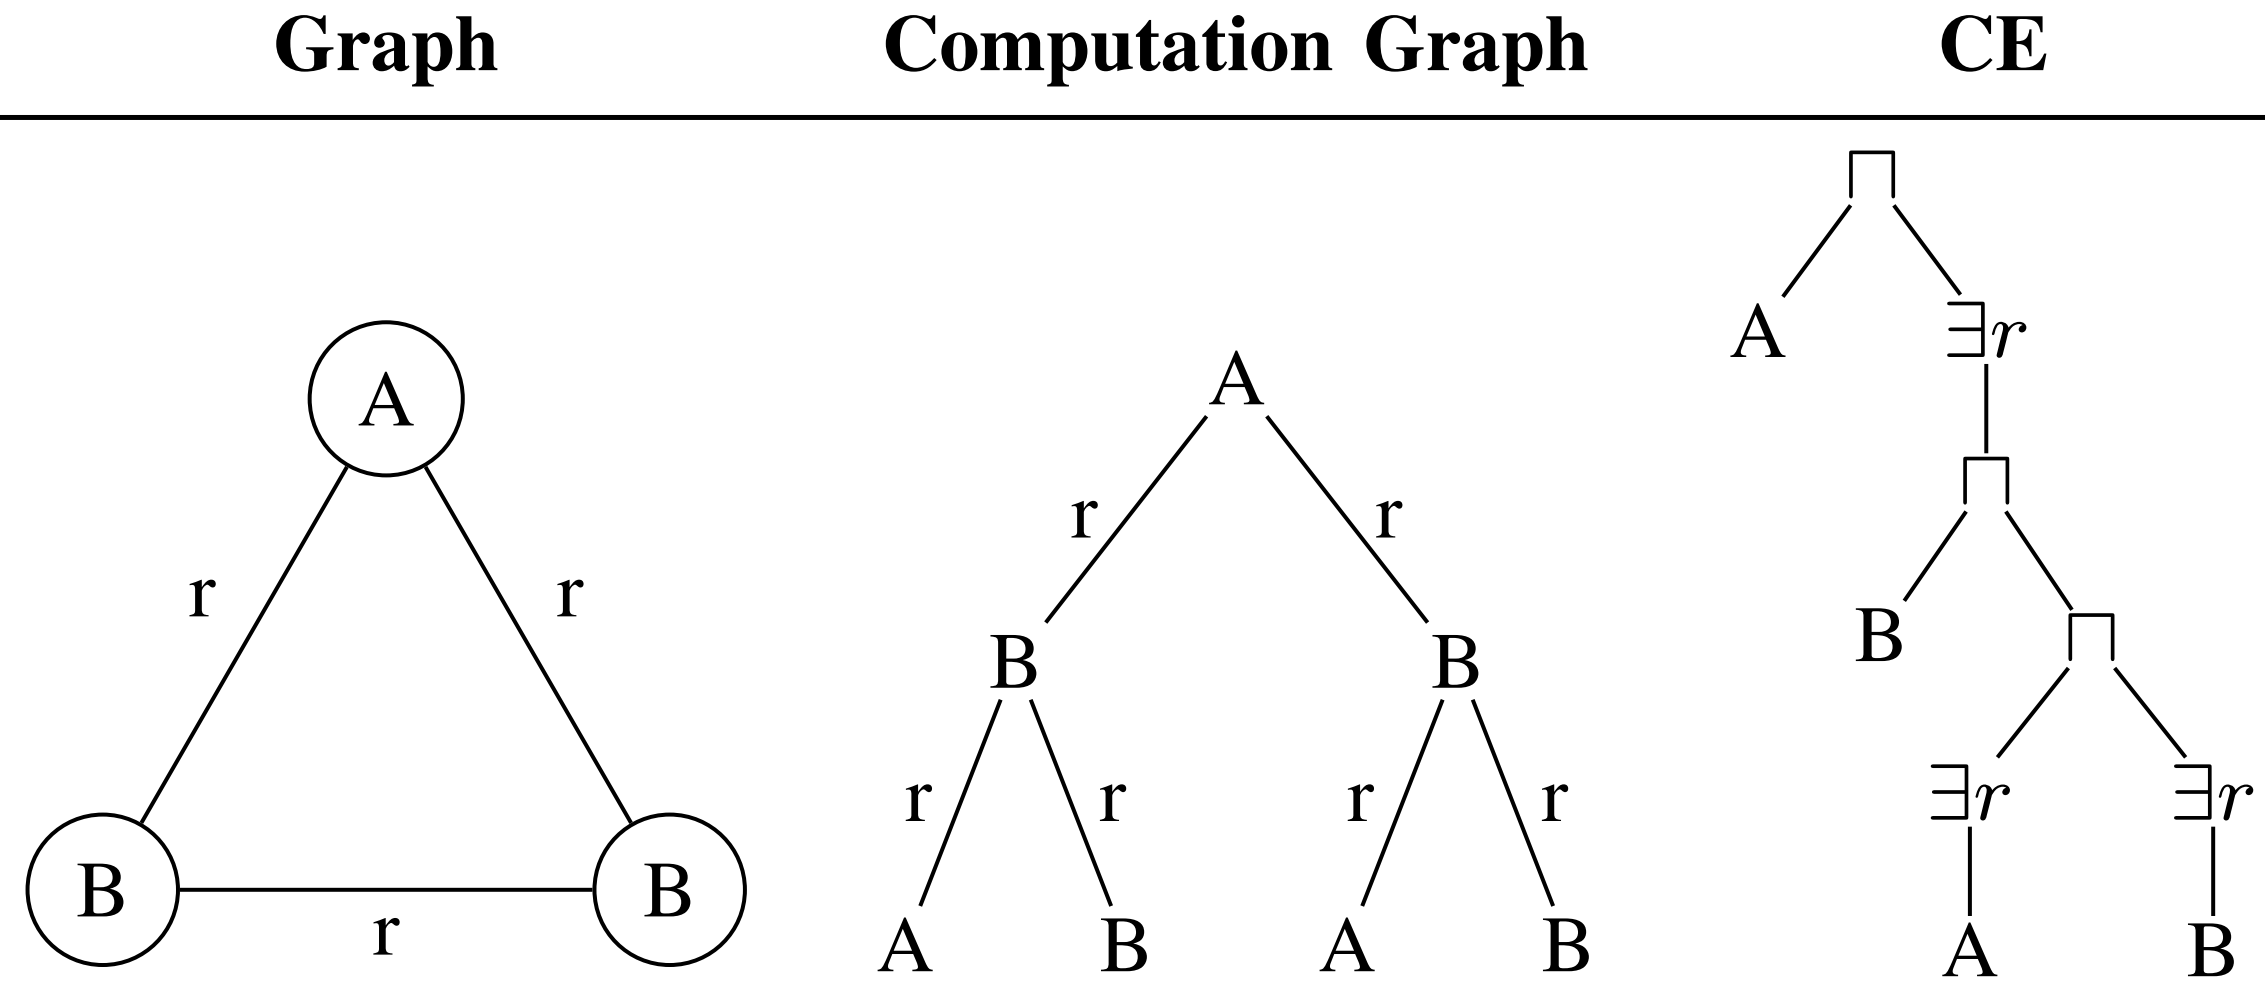 Graph Computation Graph CE
⊓
A ∃r
A
A
r r
⊓
r r
B
B B
⊓
r r r r
∃r ∃r
B B
r
A B A B
A B